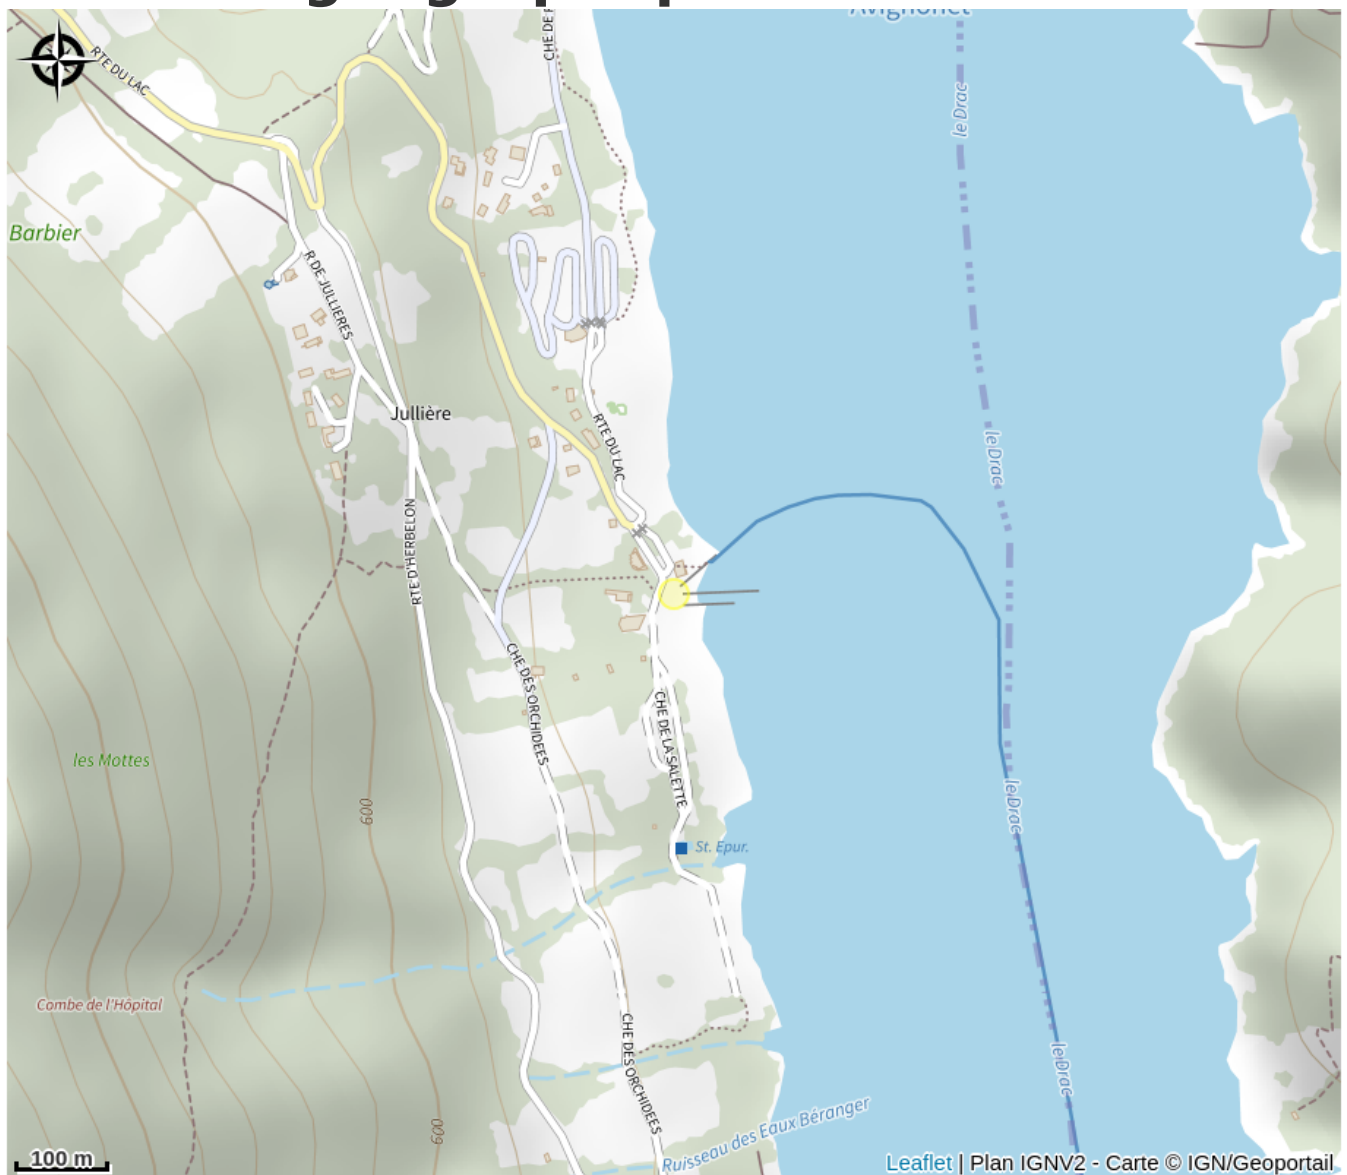 Avignonet
CHE DE
RTE DU LAC
le Drac
Barbier
R DE JULLIERES
Jullière
RTE DU LAC
le Drac
RTE D'HERBELON
CHE DES ORCHIDEES
CHE DE LA SALETTE
les Mottes
600
le Drac
St. Epur.
Combe de l'Hôpital
CHE DES ORCHIDEES
le Drac
600
Ruisseau des Eaux Béranger
100 m
Leaflet | Plan IGNV2 - Carte © IGN/Geoportail